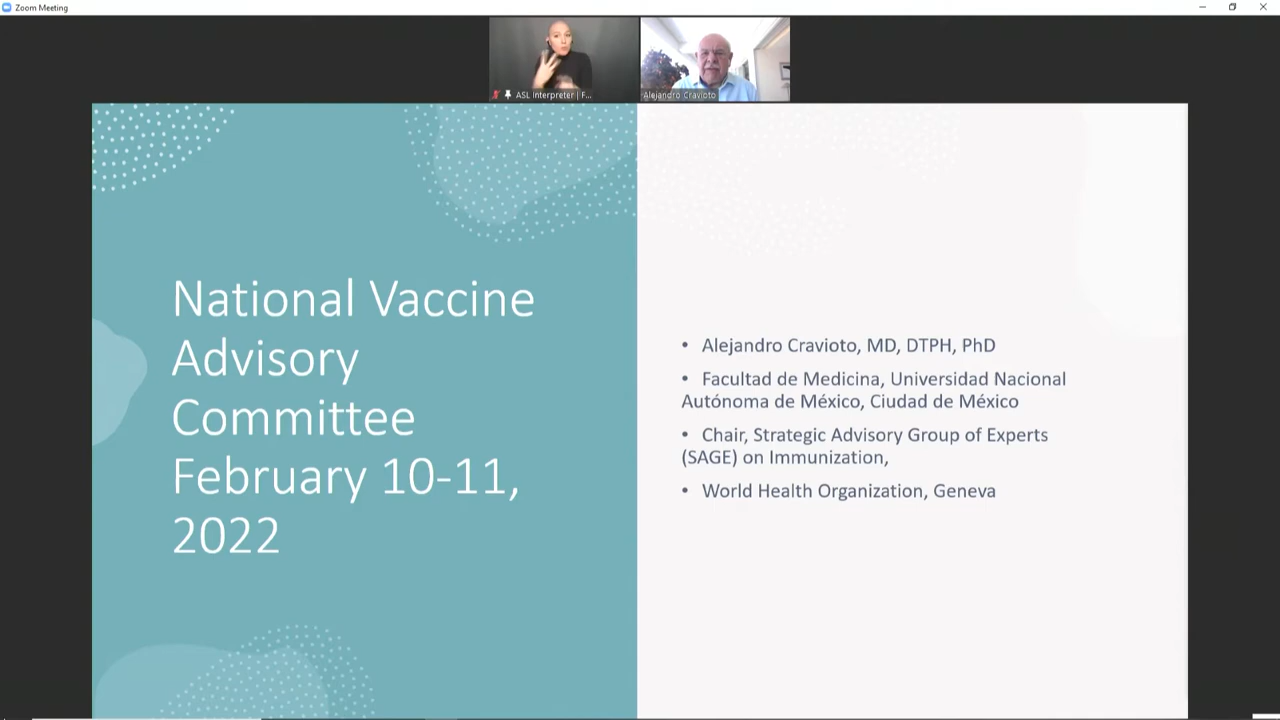 Zoom Meeting
ASL Interpreter | F...
Alejandro Cravioto
National Vaccine
Advisory
Committee
February 10-11,
2022
• Alejandro Cravioto, MD, DTPH, PhD
• Facultad de Medicina, Universidad Nacional
Autónoma de México, Ciudad de México
• Chair, Strategic Advisory Group of Experts
(SAGE) on Immunization,
• World Health Organization, Geneva